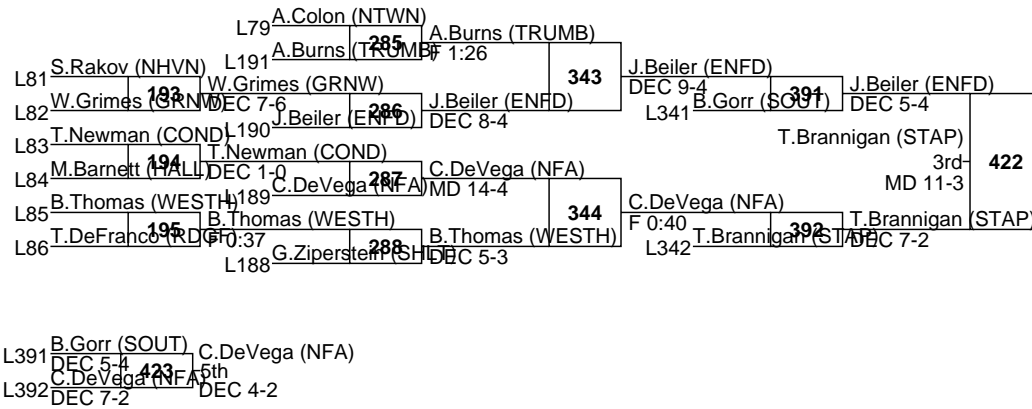 L79 A.Colon (NTWN)
285
A.Burns (TRUMB)
F 1:26
L191 A.Burns (TRUMB)
343
J.Beiler (ENFD)
DEC 9-4
L81 S.Rakov (NHVN)
193
W.Grimes (GRNW)
DEC 7-6
L82 W.Grimes (GRNW)
286
J.Beiler (ENFD)
DEC 8-4
L190 J.Beiler (ENFD)
391
J.Beiler (ENFD)
DEC 5-4
L341 B.Gorr (SOUT)
L83 T.Newman (COND)
194
T.Newman (COND)
DEC 1-0
L84 M.Barnett (HALL)
287
C.DeVega (NFA)
MD 14-4
L189 C.DeVega (NFA)
T.Brannigan (STAP)
3rd
MD 11-3
422
L85 B.Thomas (WESTH)
195
B.Thomas (WESTH)
F 0:37
L86 T.DeFranco (RDGF)
344
C.DeVega (NFA)
F 0:40
288
B.Thomas (WESTH)
DEC 5-3
L188 G.Ziperstein (SHLT)
392
T.Brannigan (STAP)
DEC 7-2
L342 T.Brannigan (STAP)
L391 B.Gorr (SOUT)
DEC 5-4
423
C.DeVega (NFA)
5th
DEC 4-2
L392 C.DeVega (NFA)
DEC 7-2